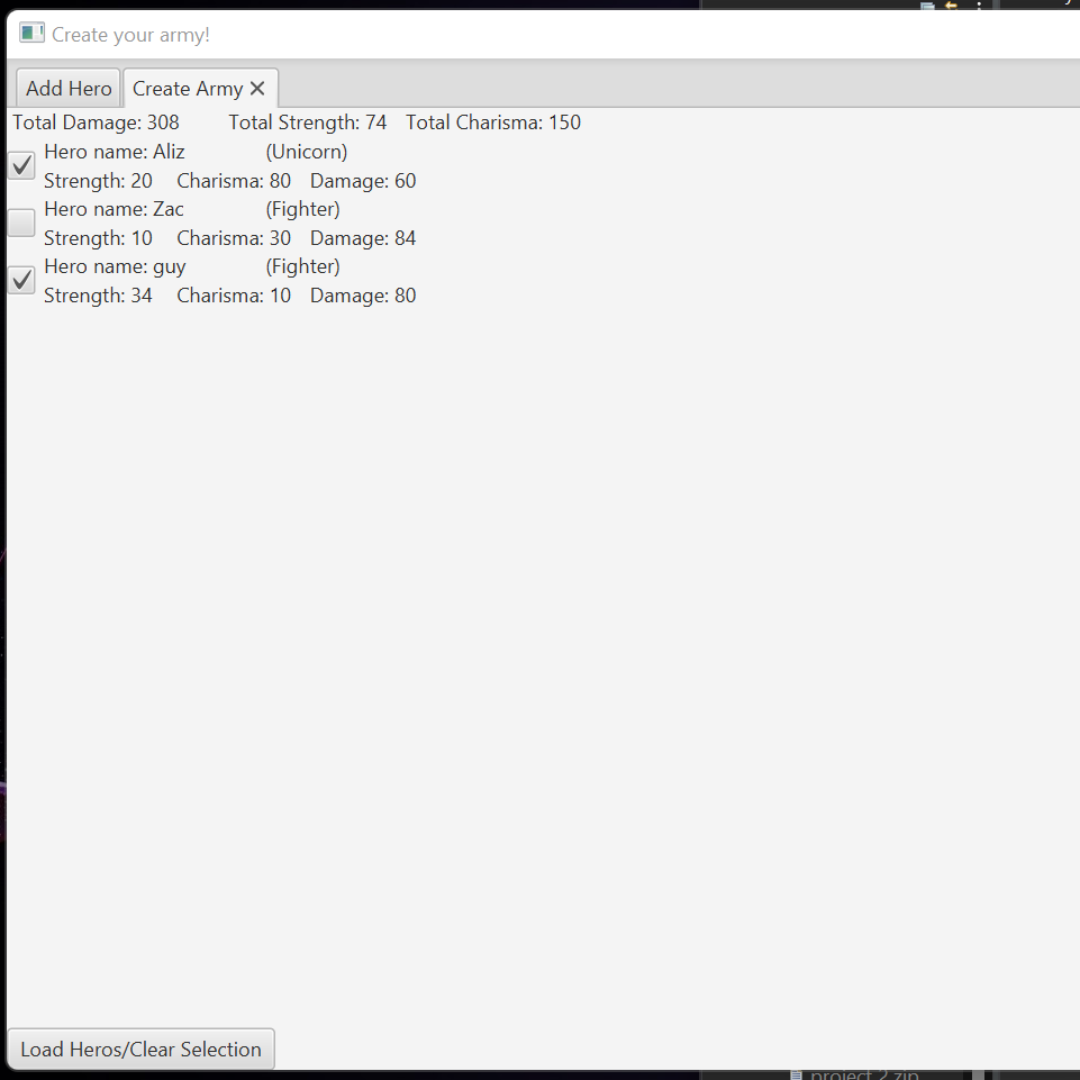 Create your army!
Add Hero Create Army
Total Damage: 308 Total Strength: 74 Total Charisma: 150
Hero name: Aliz (Unicorn)
Strength: 20 Charisma: 80 Damage: 60
Hero name: Zac (Fighter)
Strength: 10 Charisma: 30 Damage: 84
Hero name: guy (Fighter)
Strength: 34 Charisma: 10 Damage: 80
Load Heros/Clear Selection
project 2.zip